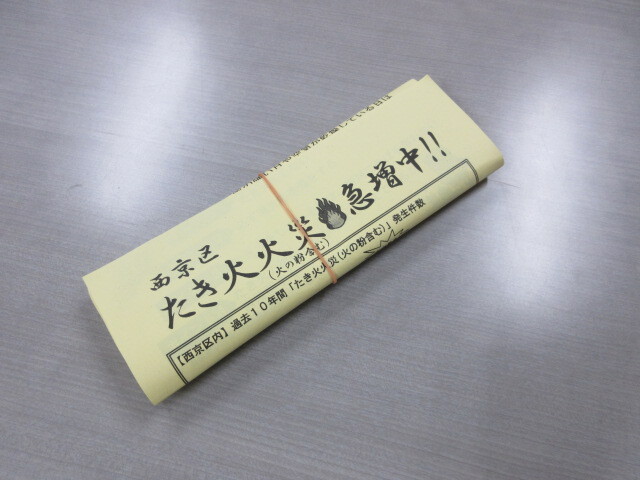 西京区
たき火火災急増中!!
(火の粉含む)
【西京区内】過去10年間「たき火火災(火の粉含む)」発生件数